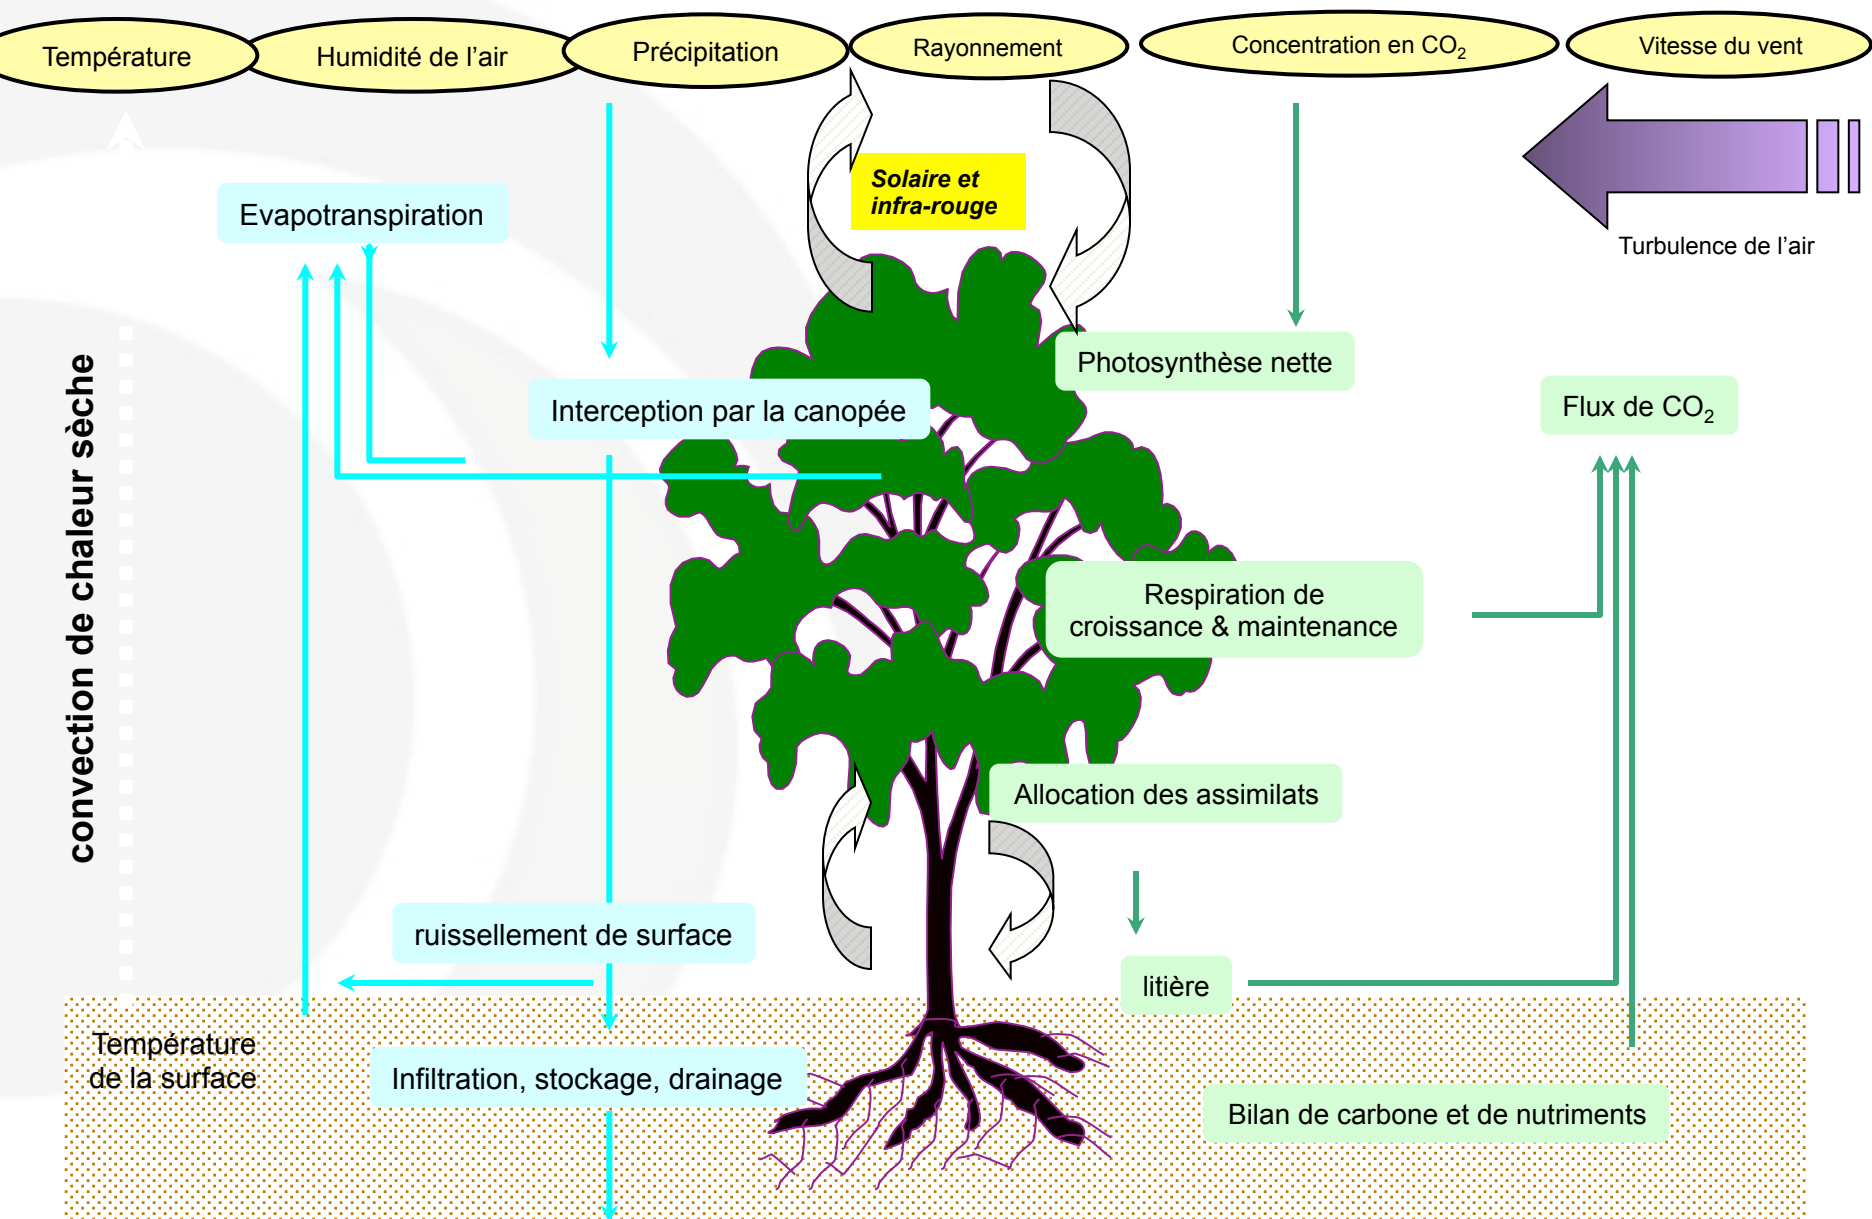 Température
Humidité de l'air
Précipitation
Rayonnement
Concentration en CO₂
Vitesse du vent
Solaire et
infra-rouge
Evapotranspiration
Turbulence de l'air
Photosynthèse nette
Interception par la canopée
Flux de CO₂
convection de chaleur sèche
Respiration de
croissance & maintenance
Allocation des assimilats
ruissellement de surface
litière
Température
de la surface
Infiltration, stockage, drainage
Bilan de carbone et de nutriments